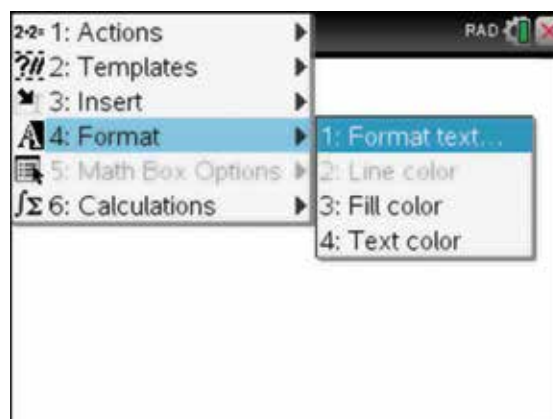 1: Actions
RAD
2: Templates
3: Insert
4: Format
1: Format text...
5: Math Box Options
2: Line color
6: Calculations
3: Fill color
4: Text color